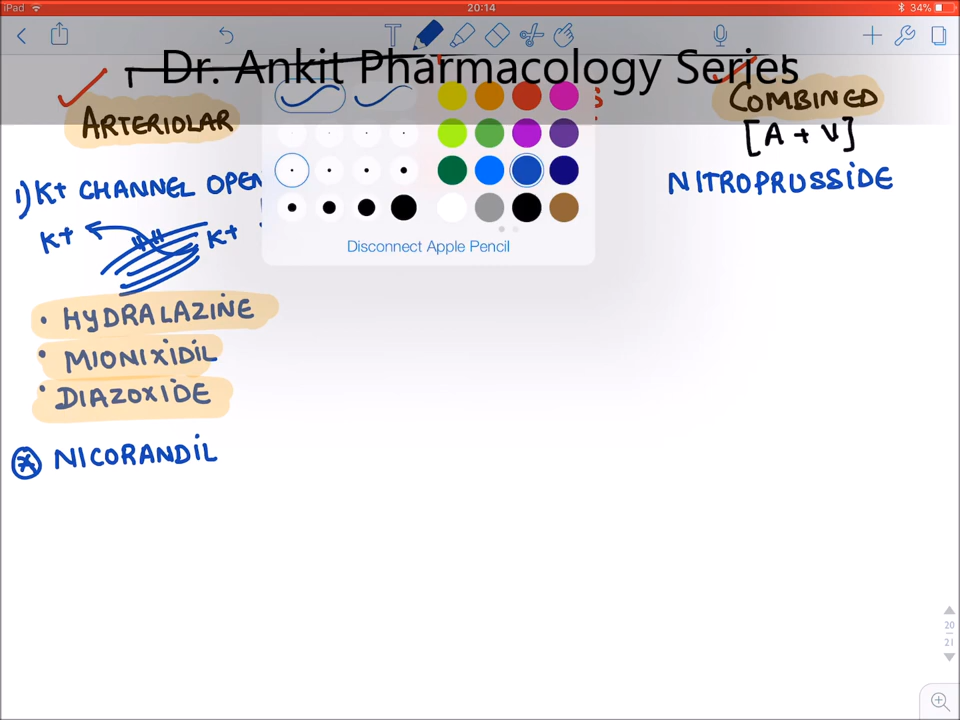 iPad 20:14 34%
Dr. Ankit Pharmacology Series
ARTERIOLAR
COMBINED
[A + V]
1) K+ CHANNEL OPEN
NITROPRUSSIDE
K+ K+
Disconnect Apple Pencil
• HYDRALAZINE
• MIONIXIDIL
• DIAZOXIDE
* NICORANDIL
20
21